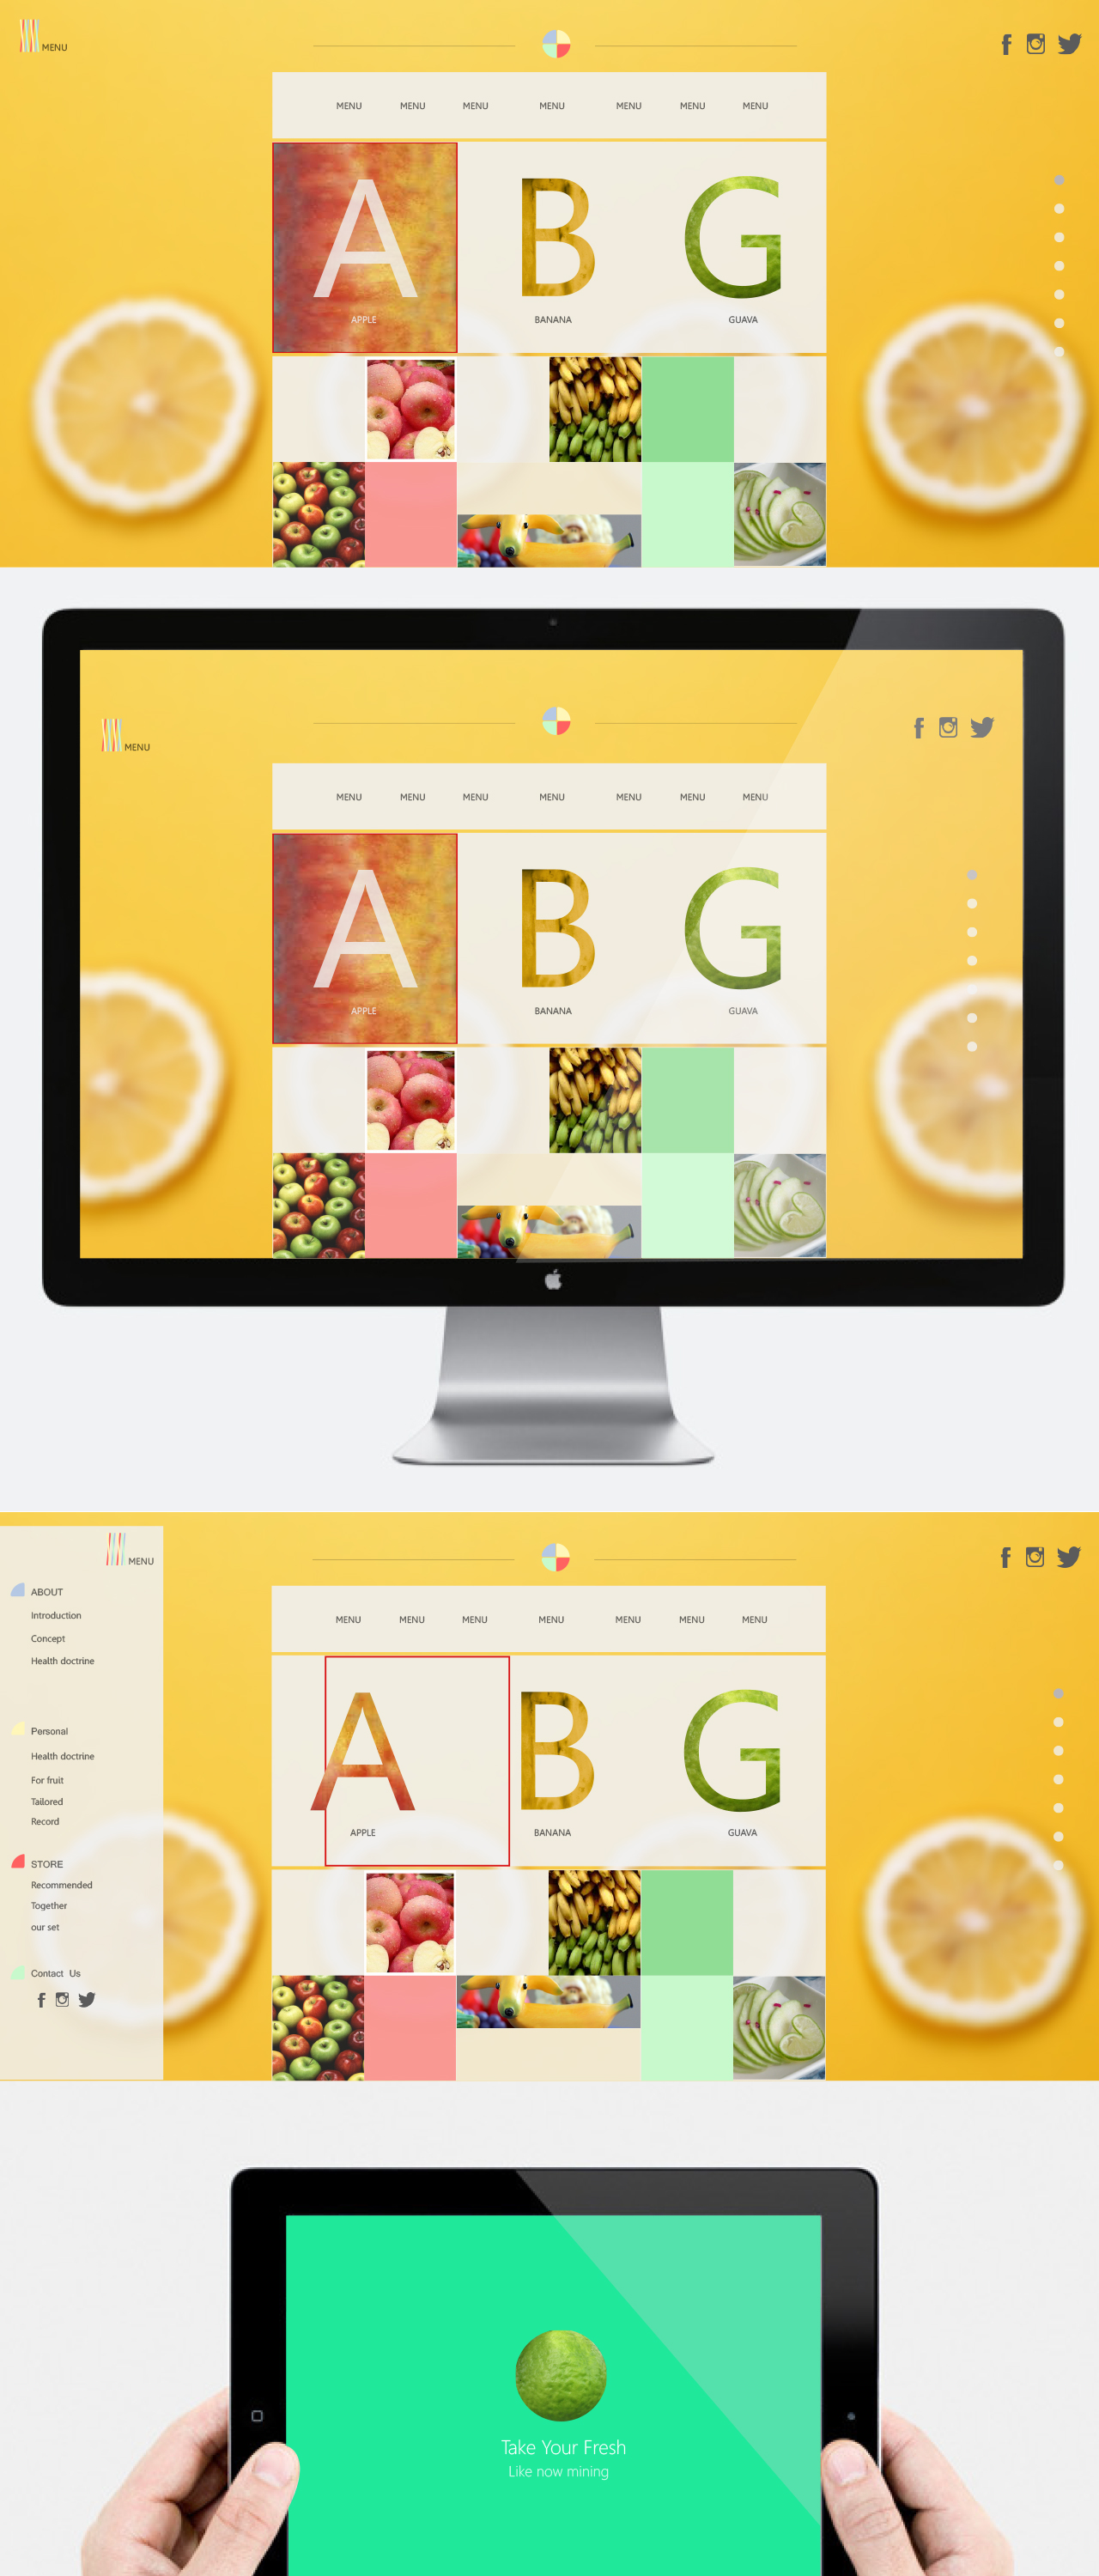 MENU
MENU MENU MENU MENU MENU MENU MENU
A B G
APPLE BANANA GUAVA
MENU
MENU MENU MENU MENU MENU MENU MENU
A B G
APPLE BANANA GUAVA
MENU
MENU MENU MENU MENU MENU MENU MENU
A B G
APPLE BANANA GUAVA
ABOUT
Introduction
Concept
Health doctrine
Personal
Health doctrine
For fruit
Tailored
Record
STORE
Recommended
Together
our set
Contact Us
Take Your Fresh
Like now mining